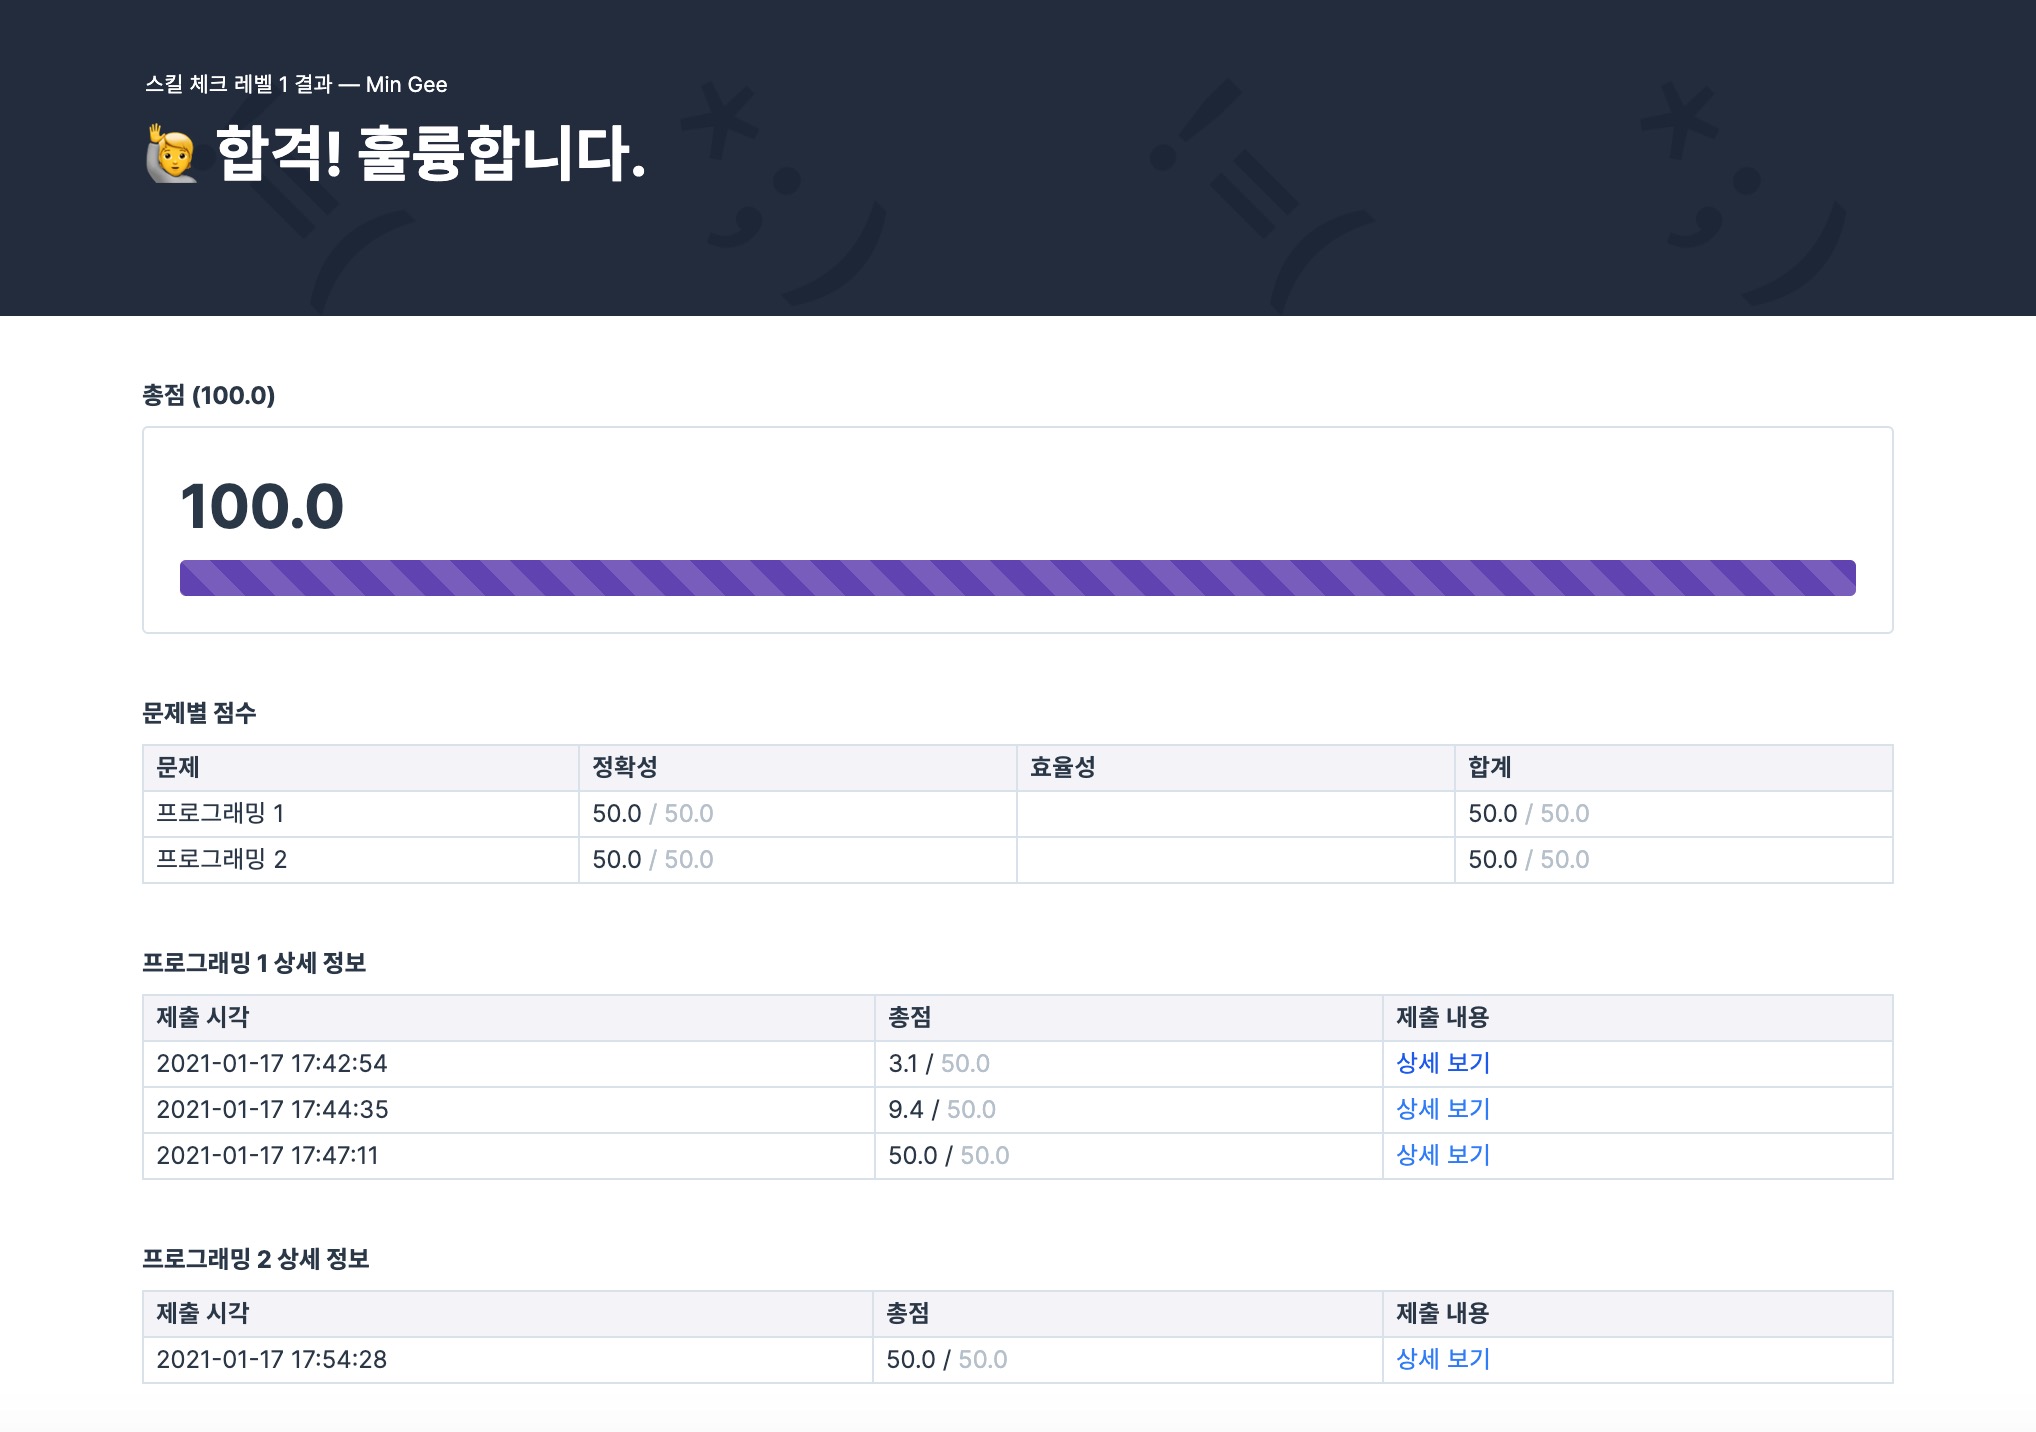 스킬 체크 레벨 1 결과 — Min Gee
🙋 합격! 훌륭합니다.
총점 (100.0)
100.0
문제별 점수
문제 정확성 효율성 합계
프로그래밍 1 50.0 / 50.0 50.0 / 50.0
프로그래밍 2 50.0 / 50.0 50.0 / 50.0
프로그래밍 1 상세 정보
제출 시각 총점 제출 내용
2021-01-17 17:42:54 3.1 / 50.0 상세 보기
2021-01-17 17:44:35 9.4 / 50.0 상세 보기
2021-01-17 17:47:11 50.0 / 50.0 상세 보기
프로그래밍 2 상세 정보
제출 시각 총점 제출 내용
2021-01-17 17:54:28 50.0 / 50.0 상세 보기